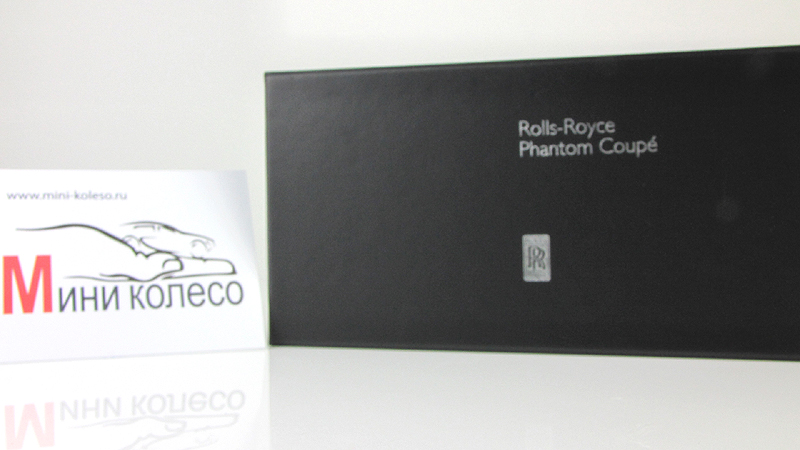 www.mini-koleso.ru
Мини колесо
Rolls-Royce
Phantom Coupé
RR